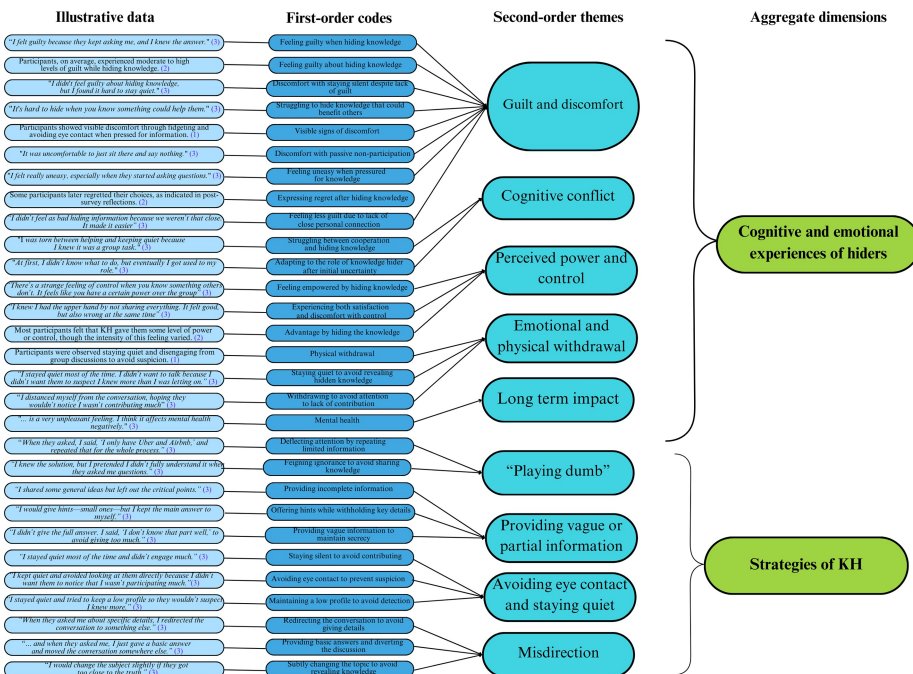 Illustrative data
First-order codes
Second-order themes
Aggregate dimensions
"I felt guilty because they kept asking me, and I knew the answer." (3)
Feeling guilty when hiding knowledge
Participants, on average, experienced moderate to high
levels of guilt while hiding knowledge. (2)
Feeling guilty about hiding knowledge
"I didn't feel guilty about hiding knowledge,
but I found it hard to stay quiet." (3)
Discomfort with staying silent despite lack
of guilt
"It's hard to hide when you know something could help them." (3)
Struggling to hide knowledge that could
benefit others
Participants showed visible discomfort through fidgeting and
avoiding eye contact when pressed for information. (1)
Visible signs of discomfort
"It was uncomfortable to just sit there and say nothing." (3)
Discomfort with passive non-participation
"I felt really uneasy, especially when they started asking questions." (3)
Feeling uneasy when pressured
for knowledge
Some participants later regretted their choices, as indicated in post-
survey reflections. (2)
Expressing regret after hiding knowledge
"I didn't feel as bad hiding information because we weren't that close.
It made it easier" (3)
Feeling less guilt due to lack of
close personal connection
Guilt and discomfort
"I was torn between helping and keeping quiet because
I knew it was a group task." (3)
Struggling between cooperation
and hiding knowledge
"At first, I didn't know what to do, but eventually I got used to my
role." (3)
Adapting to the role of knowledge hider
after initial uncertainty
Cognitive conflict
"There's a strange feeling of control when you know something others
don't. It feels like you have a certain power over the group" (3)
Feeling empowered by hiding knowledge
"I knew I had the upper hand by not sharing everything. It felt good,
but also wrong at the same time" (3)
Experiencing both satisfaction
and discomfort with control
Most participants felt that KH gave them some level of power
or control, though the intensity of this feeling varied. (2)
Advantage by hiding the knowledge
Perceived power and
control
Participants were observed staying quiet and disengaging from
group discussions to avoid suspicion. (1)
Physical withdrawal
"I stayed quiet most of the time. I didn't want to talk because I
didn't want them to suspect I knew more than I was letting on." (3)
Staying quiet to avoid revealing
hidden knowledge
"I distanced myself from the conversation, hoping they
wouldn't notice I wasn't contributing much" (3)
Withdrawing to avoid attention
to lack of contribution
Emotional and
physical withdrawal
"... is a very unpleasant feeling. I think it affects mental health
negatively." (3)
Mental health
Long term impact
Cognitive and emotional
experiences of hiders
"When they asked, I said, 'I only have Uber and Airbnb,' and
repeated that for the whole process." (3)
Deflecting attention by repeating
limited information
"I knew the solution, but I pretended I didn't fully understand it when
they asked me questions." (3)
Feigning ignorance to avoid sharing
knowledge
"Playing dumb"
"I shared some general ideas but left out the critical points." (3)
Providing incomplete information
"I would give hints—small ones—but I kept the main answer to
myself." (3)
Offering hints while withholding key details
"I didn't give the full answer. I said, 'I don't know that part well,' to
avoid giving too much." (3)
Providing vague information to
maintain secrecy
Providing vague or
partial information
"I stayed quiet most of the time and didn't engage much." (3)
Staying silent to avoid contributing
"I kept quiet and avoided looking at them directly because I didn't
want them to notice that I wasn't participating much."(3)
Avoiding eye contact to prevent suspicion
"I stayed quiet and tried to keep a low profile so they wouldn't suspect
I knew more." (3)
Maintaining a low profile to avoid detection
Avoiding eye contact
and staying quiet
"When they asked me about specific details, I redirected the
conversation to something else." (3)
Redirecting the conversation to avoid
giving details
"... and when they asked me, I just gave a basic answer
and moved the conversation somewhere else." (3)
Providing basic answers and diverting
the discussion
"I would change the subject slightly if they got
too close to the truth." (3)
Subtly changing the topic to avoid
revealing knowledge
Misdirection
Strategies of KH